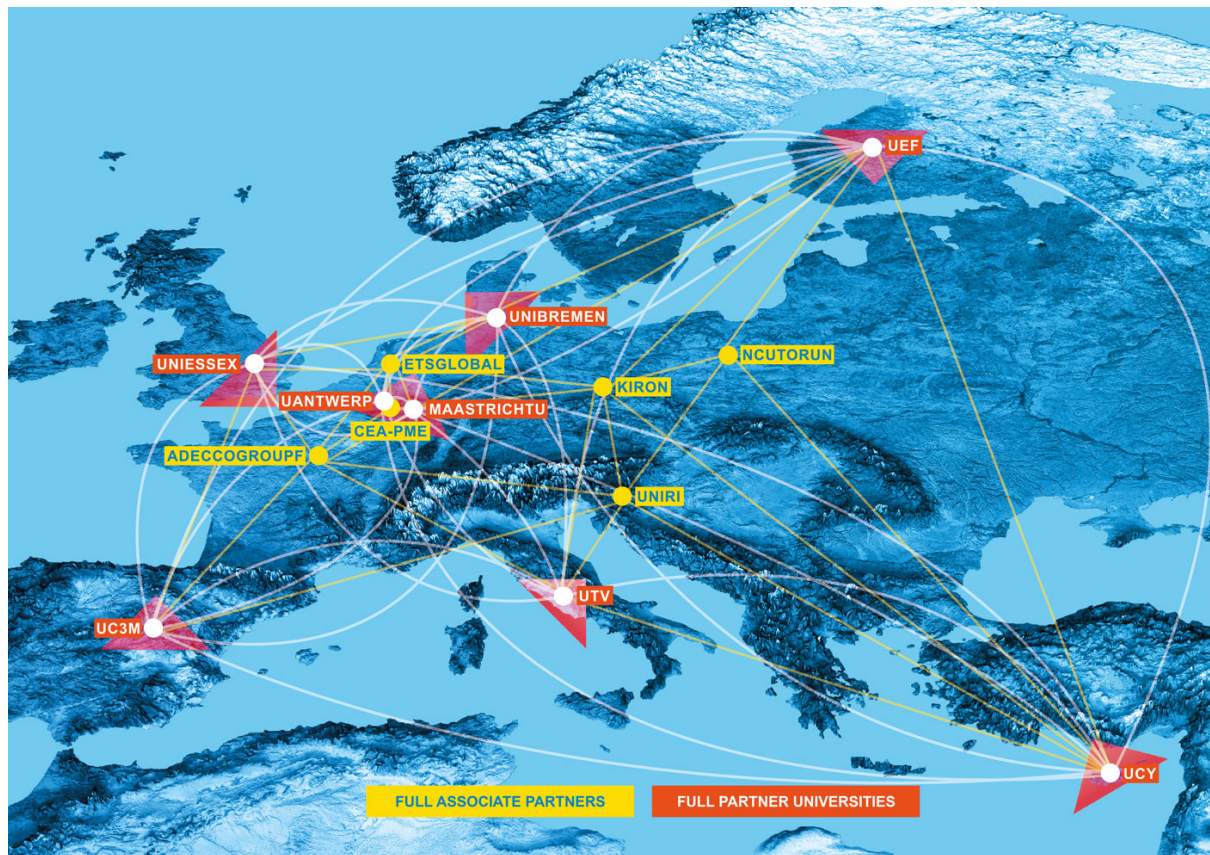 UEF
UNIBREMEN
NCUTORUN
UNIESSEX
ETSGLOBAL
KIRON
UANTWERP
MAASTRICHTU
CEA-PME
ADECCOGROUPF
UNIRI
UTV
UC3M
UCY
FULL ASSOCIATE PARTNERS
FULL PARTNER UNIVERSITIES